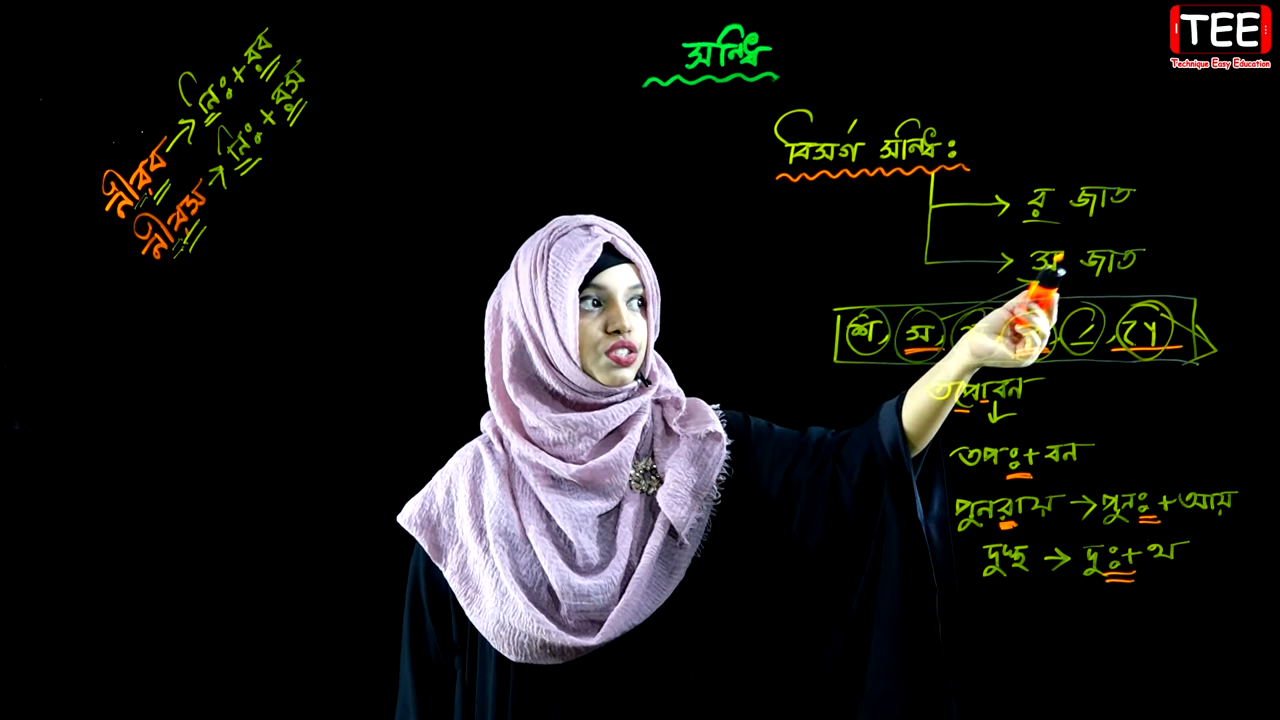 TEE
Technique Easy Education
সন্ধি
বিসর্গ সন্ধিঃ
র জাত
স জাত
শ, স,
তপোবন
তপঃ + বন
পুনরায় → পুনঃ + আয়
দুস্থ → দুঃ + থ
নীরব → নিঃ + রব
নীরস → নিঃ + রস